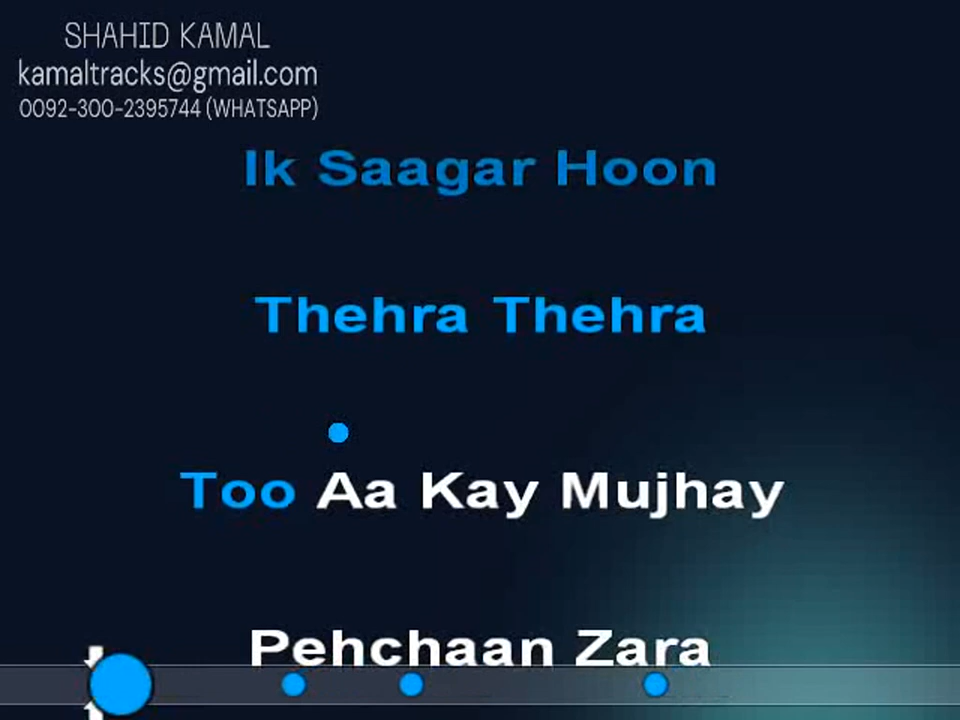 SHAHID KAMAL
kamaltracks@gmail.com
0092-300-2395744 (WHATSAPP)
Ik Saagar Hoon
Thehra Thehra
Too Aa Kay Mujhay
Pehchaan Zara